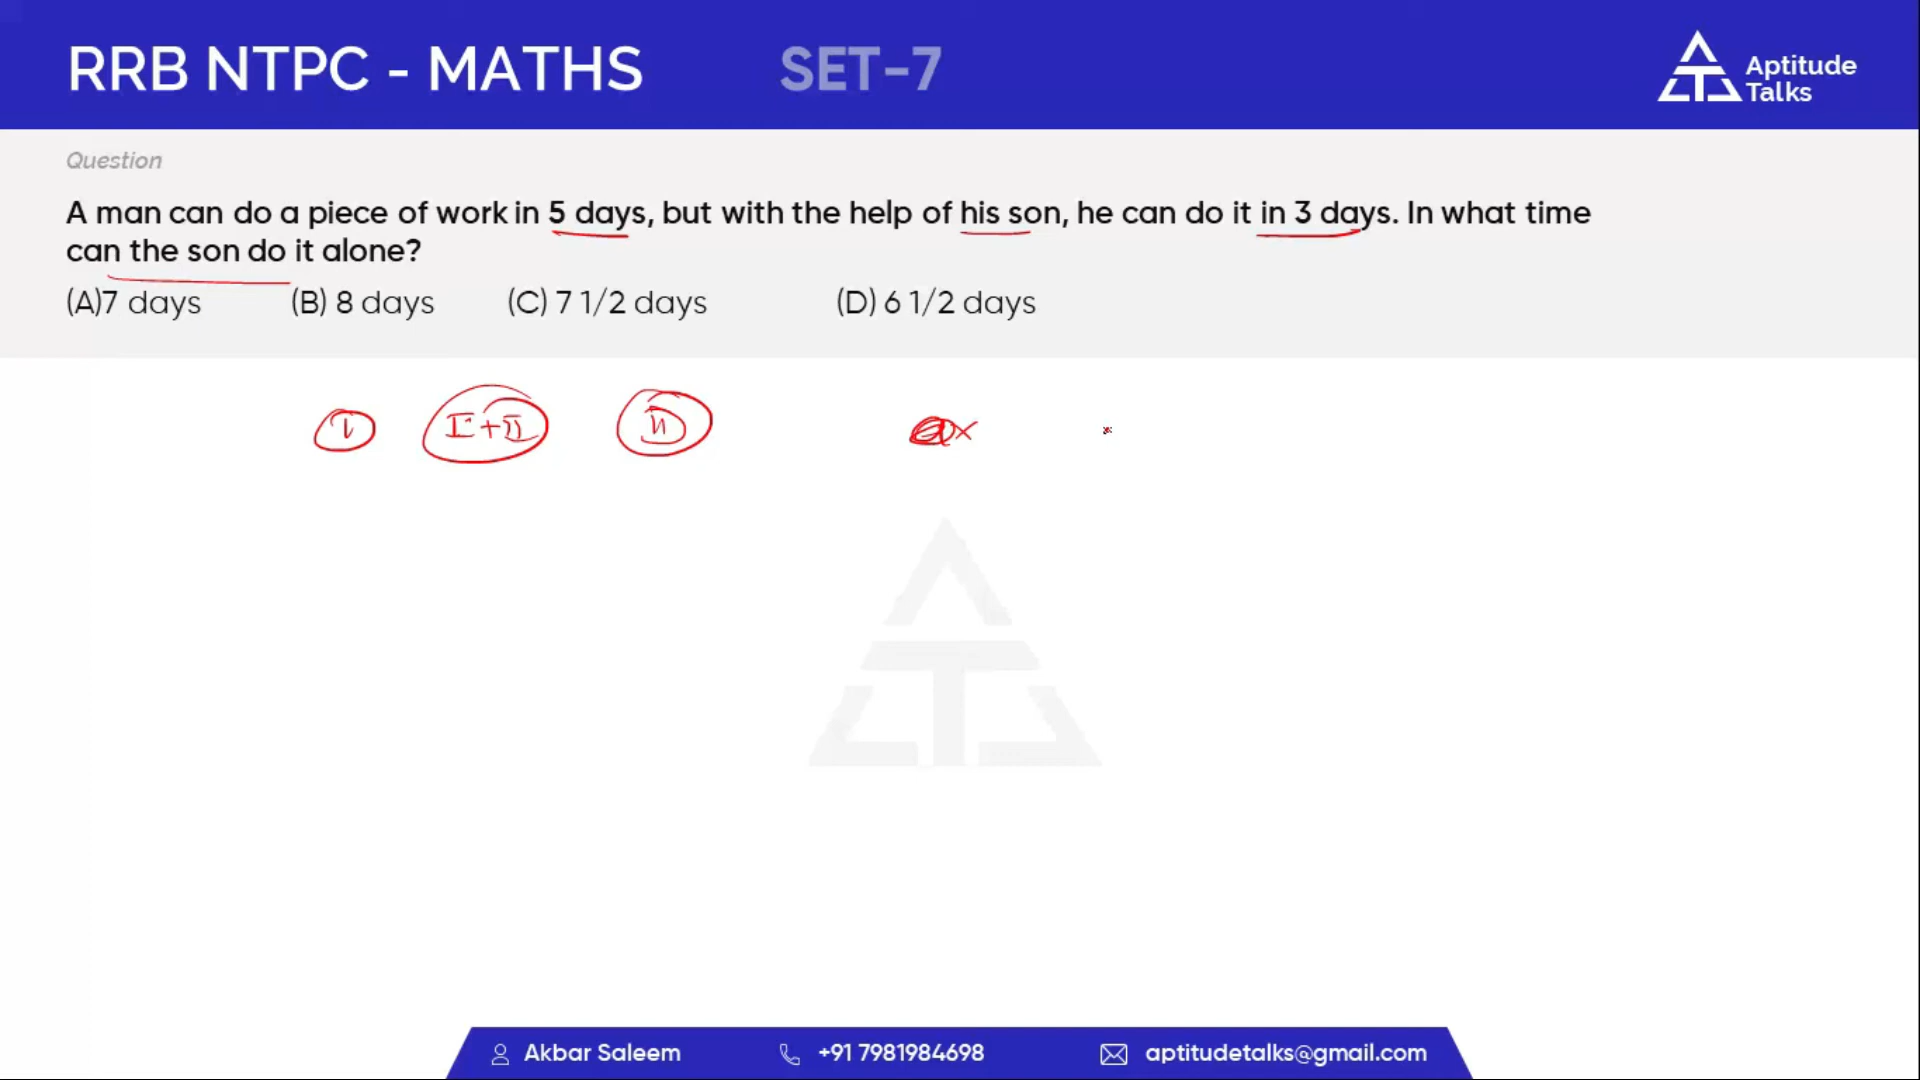 RRB NTPC - MATHS SET-7
Aptitude
Talks
Question
A man can do a piece of work in 5 days, but with the help of his son, he can do it in 3 days. In what time
can the son do it alone?
(A)7 days (B) 8 days (C) 7 1/2 days (D) 6 1/2 days
I I+II II x
Akbar Saleem +91 7981984698 aptitudetalks@gmail.com